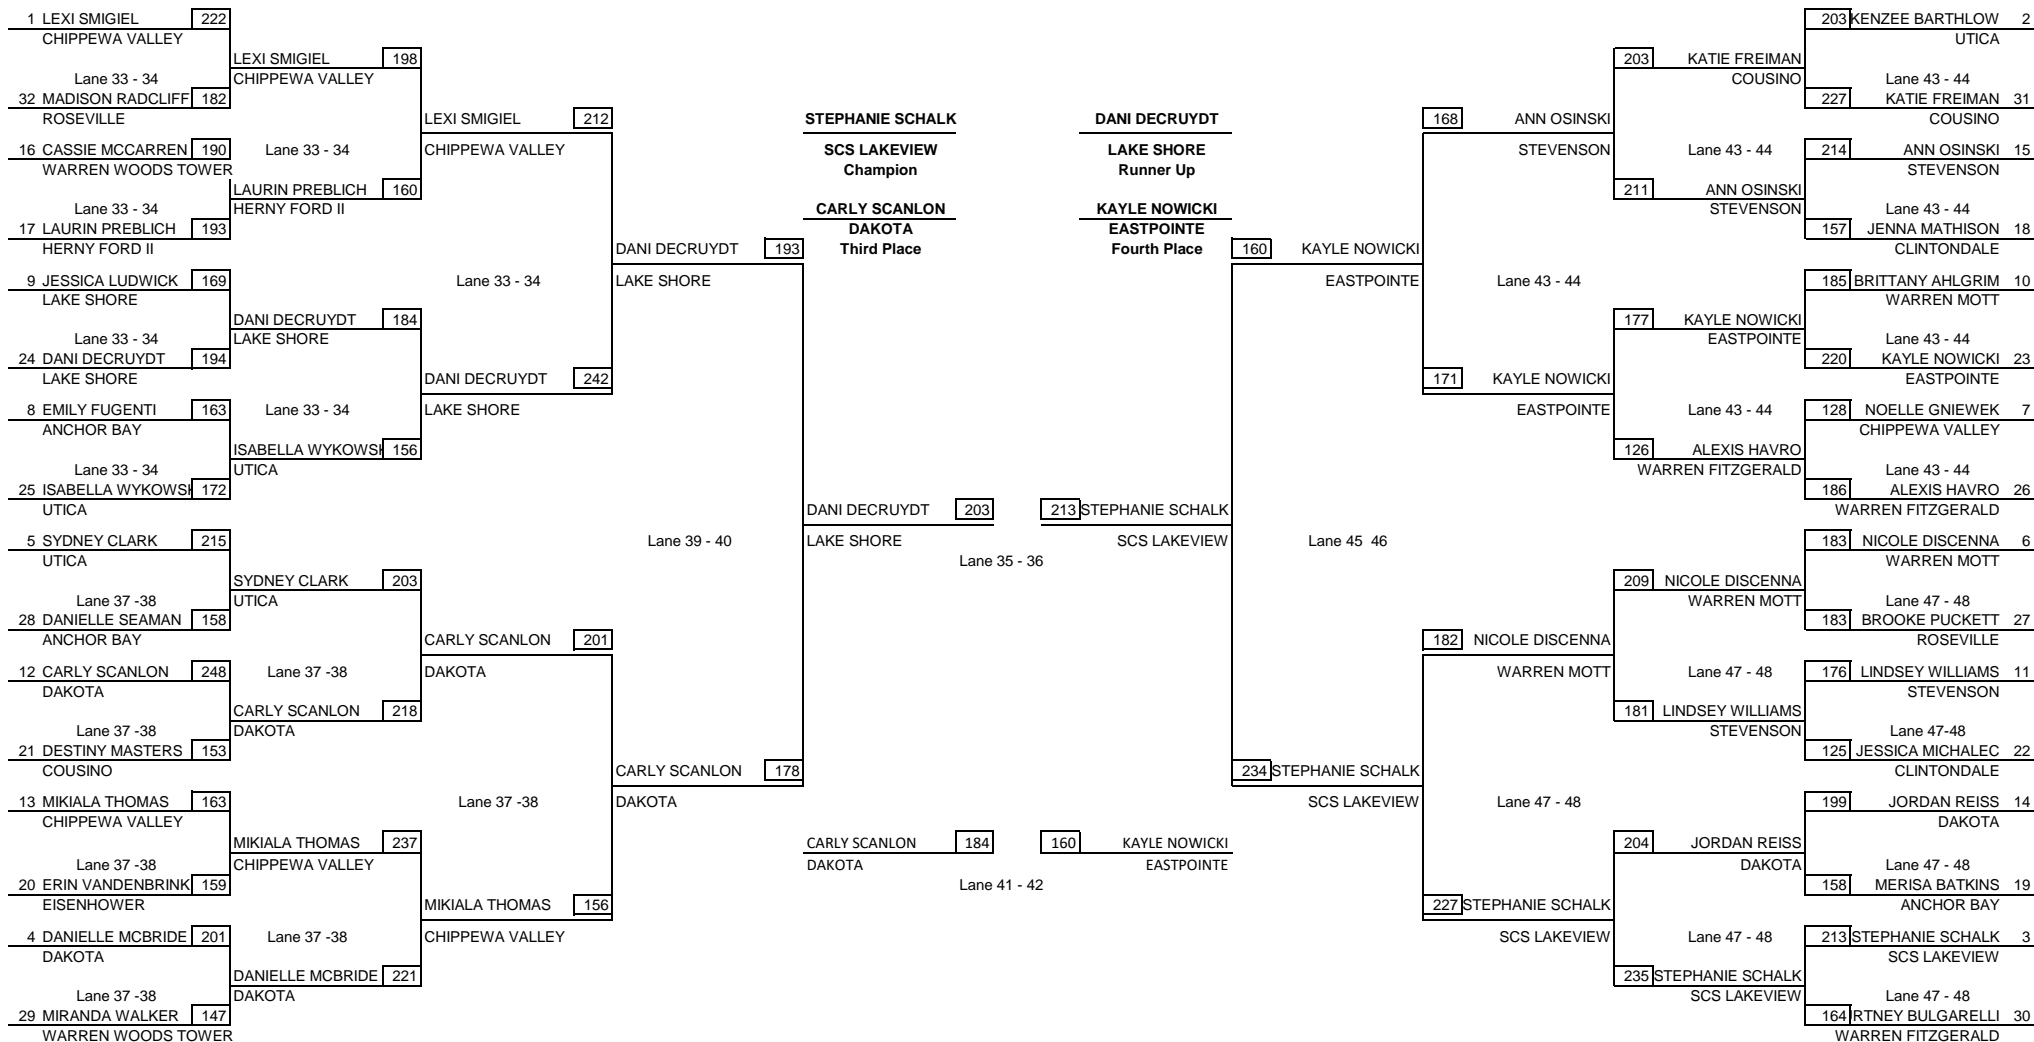 1 LEXI SMIGIEL 222
CHIPPEWA VALLEY
Lane 33 - 34
32 MADISON RADCLIFF 182
ROSEVILLE
16 CASSIE MCCARREN 190
WARREN WOODS TOWER
Lane 33 - 34
17 LAURIN PREBLICH 193
HERNY FORD II
9 JESSICA LUDWICK 169
LAKE SHORE
Lane 33 - 34
24 DANI DECRUYDT 194
LAKE SHORE
8 EMILY FUGENTI 163
ANCHOR BAY
Lane 33 - 34
25 ISABELLA WYKOWSK 172
UTICA
5 SYDNEY CLARK 215
UTICA
Lane 37 -38
28 DANIELLE SEAMAN 158
ANCHOR BAY
12 CARLY SCANLON 248
DAKOTA
Lane 37 -38
21 DESTINY MASTERS 153
COUSINO
13 MIKIALA THOMAS 163
CHIPPEWA VALLEY
Lane 37 -38
20 ERIN VANDENBRINK 159
EISENHOWER
4 DANIELLE MCBRIDE 201
DAKOTA
Lane 37 -38
29 MIRANDA WALKER 147
WARREN WOODS TOWER
LEXI SMIGIEL 198
CHIPPEWA VALLEY
Lane 33 - 34
LAURIN PREBLICH 160
HERNY FORD II
DANI DECRUYDT 184
LAKE SHORE
Lane 33 - 34
ISABELLA WYKOWSK 156
UTICA
SYDNEY CLARK 203
UTICA
Lane 37 -38
CARLY SCANLON 218
DAKOTA
MIKIALA THOMAS 237
CHIPPEWA VALLEY
Lane 37 -38
DANIELLE MCBRIDE 221
DAKOTA
LEXI SMIGIEL 212
CHIPPEWA VALLEY
Lane 33 - 34
DANI DECRUYDT 242
LAKE SHORE
CARLY SCANLON 201
DAKOTA
Lane 37 -38
MIKIALA THOMAS 156
CHIPPEWA VALLEY
DANI DECRUYDT 193
LAKE SHORE
Lane 39 - 40
CARLY SCANLON 178
DAKOTA
STEPHANIE SCHALK
SCS LAKEVIEW
Champion
DANI DECRUYDT
LAKE SHORE
Runner Up
CARLY SCANLON
DAKOTA
Third Place
KAYLE NOWICKI
EASTPOINTE
Fourth Place
DANI DECRUYDT 203
LAKE SHORE
213 STEPHANIE SCHALK
SCS LAKEVIEW
Lane 35 - 36
CARLY SCANLON 184
DAKOTA
160 KAYLE NOWICKI
EASTPOINTE
Lane 41 - 42
160 KAYLE NOWICKI
EASTPOINTE
Lane 45 46
234 STEPHANIE SCHALK
SCS LAKEVIEW
168 ANN OSINSKI
STEVENSON
Lane 43 - 44
171 KAYLE NOWICKI
EASTPOINTE
182 NICOLE DISCENNA
WARREN MOTT
Lane 47 - 48
227 STEPHANIE SCHALK
SCS LAKEVIEW
203 KATIE FREIMAN
COUSINO
Lane 43 - 44
211 ANN OSINSKI
STEVENSON
177 KAYLE NOWICKI
EASTPOINTE
Lane 43 - 44
126 ALEXIS HAVRO
WARREN FITZGERALD
209 NICOLE DISCENNA
WARREN MOTT
Lane 47 - 48
181 LINDSEY WILLIAMS
STEVENSON
204 JORDAN REISS
DAKOTA
Lane 47 - 48
235 STEPHANIE SCHALK
SCS LAKEVIEW
203 KENZEE BARTHLOW 2
UTICA
Lane 43 - 44
227 KATIE FREIMAN 31
COUSINO
214 ANN OSINSKI 15
STEVENSON
Lane 43 - 44
157 JENNA MATHISON 18
CLINTONDALE
185 BRITTANY AHLGRIM 10
WARREN MOTT
Lane 43 - 44
220 KAYLE NOWICKI 23
EASTPOINTE
128 NOELLE GNIEWEK 7
CHIPPEWA VALLEY
Lane 43 - 44
186 ALEXIS HAVRO 26
WARREN FITZGERALD
183 NICOLE DISCENNA 6
WARREN MOTT
Lane 47 - 48
183 BROOKE PUCKETT 27
ROSEVILLE
176 LINDSEY WILLIAMS 11
STEVENSON
Lane 47-48
125 JESSICA MICHALEC 22
CLINTONDALE
199 JORDAN REISS 14
DAKOTA
Lane 47 - 48
158 MERISA BATKINS 19
ANCHOR BAY
213 STEPHANIE SCHALK 3
SCS LAKEVIEW
Lane 47 - 48
164 RTNEY BULGARELLI 30
WARREN FITZGERALD